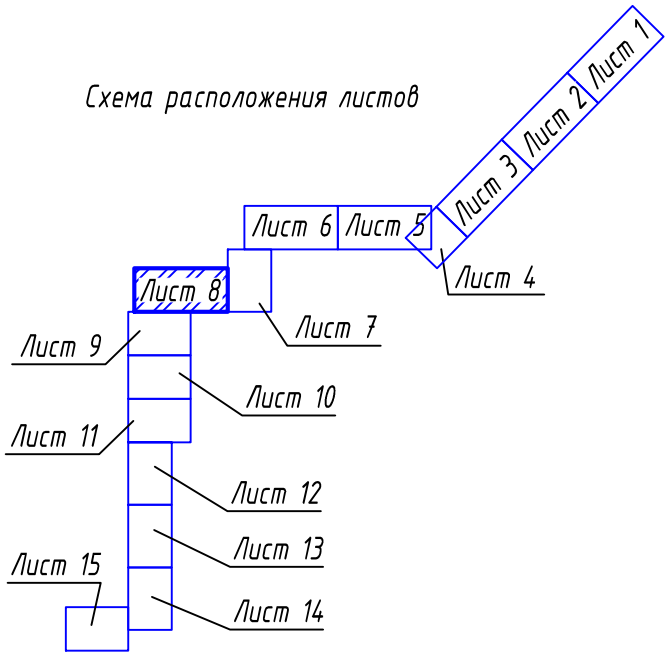 Схема расположения листов
Лист 1
Лист 2
Лист 3
Лист 4
Лист 5
Лист 6
Лист 7
Лист 8
Лист 9
Лист 10
Лист 11
Лист 12
Лист 13
Лист 14
Лист 15